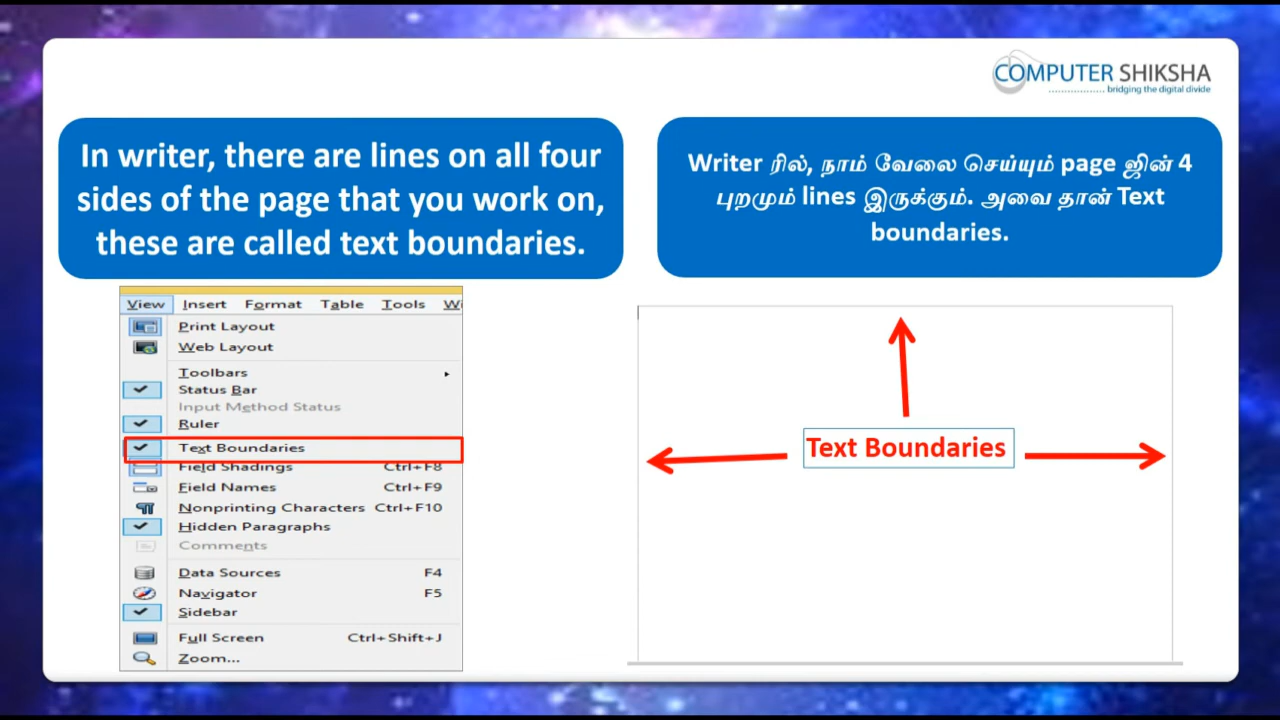 COMPUTER SHIKSHA
bridging the digital divide
In writer, there are lines on all four
sides of the page that you work on,
these are called text boundaries.
Writer ரில், நாம் வேலை செய்யும் page ஜின் 4
புறமும் lines இருக்கும். அவை தான் Text
boundaries.
View Insert Format Table Tools Wi
Print Layout
Web Layout
Toolbars
Status Bar
Input Method Status
Ruler
Text Boundaries
Field Shadings Ctrl+F8
Field Names Ctrl+F9
Nonprinting Characters Ctrl+F10
Hidden Paragraphs
Comments
Data Sources F4
Navigator F5
Sidebar
Full Screen Ctrl+Shift+J
Zoom...
Text Boundaries